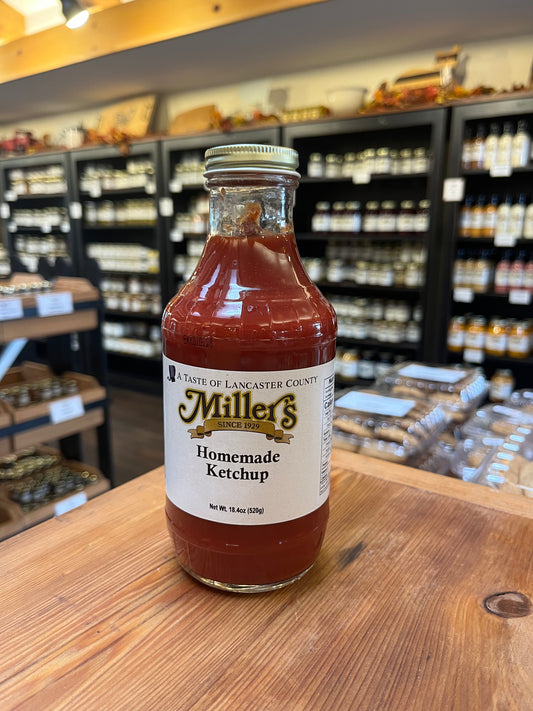 A TASTE OF LANCASTER COUNTY
Miller's
SINCE 1929
Homemade
Ketchup
Net Wt. 18.4oz (520g)